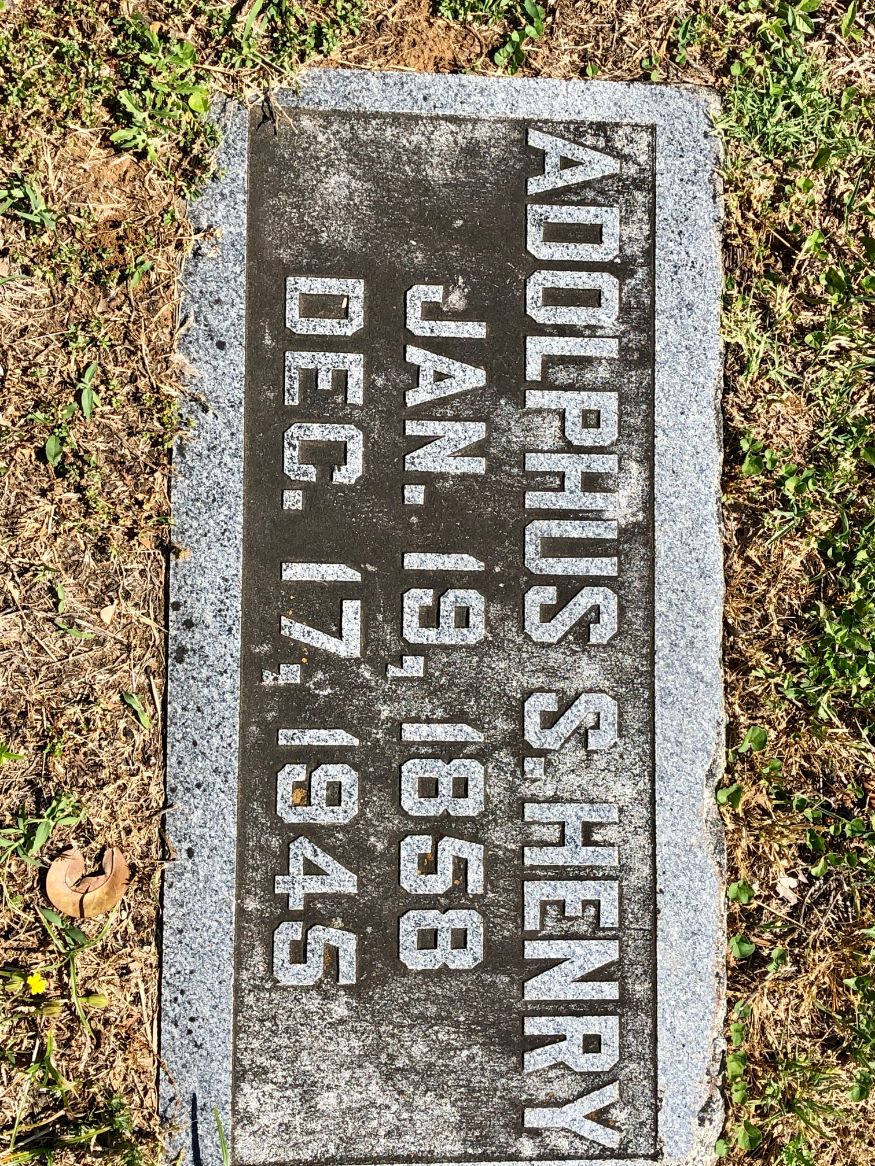 ADOLPHUS S. HENRY
JAN. 19, 1858
DEC. 17, 1945